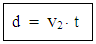 d = v₂· t